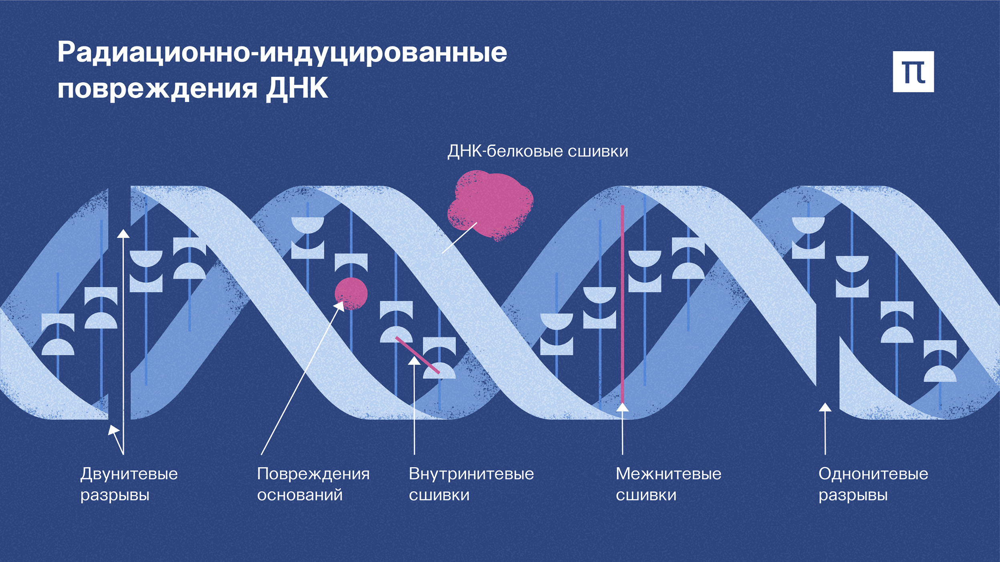 Радиационно-индуцированные
повреждения ДНК
π
ДНК-белковые сшивки
Двунитевые
разрывы
Повреждения
оснований
Внутринитевые
сшивки
Межнитевые
сшивки
Однонитевые
разрывы